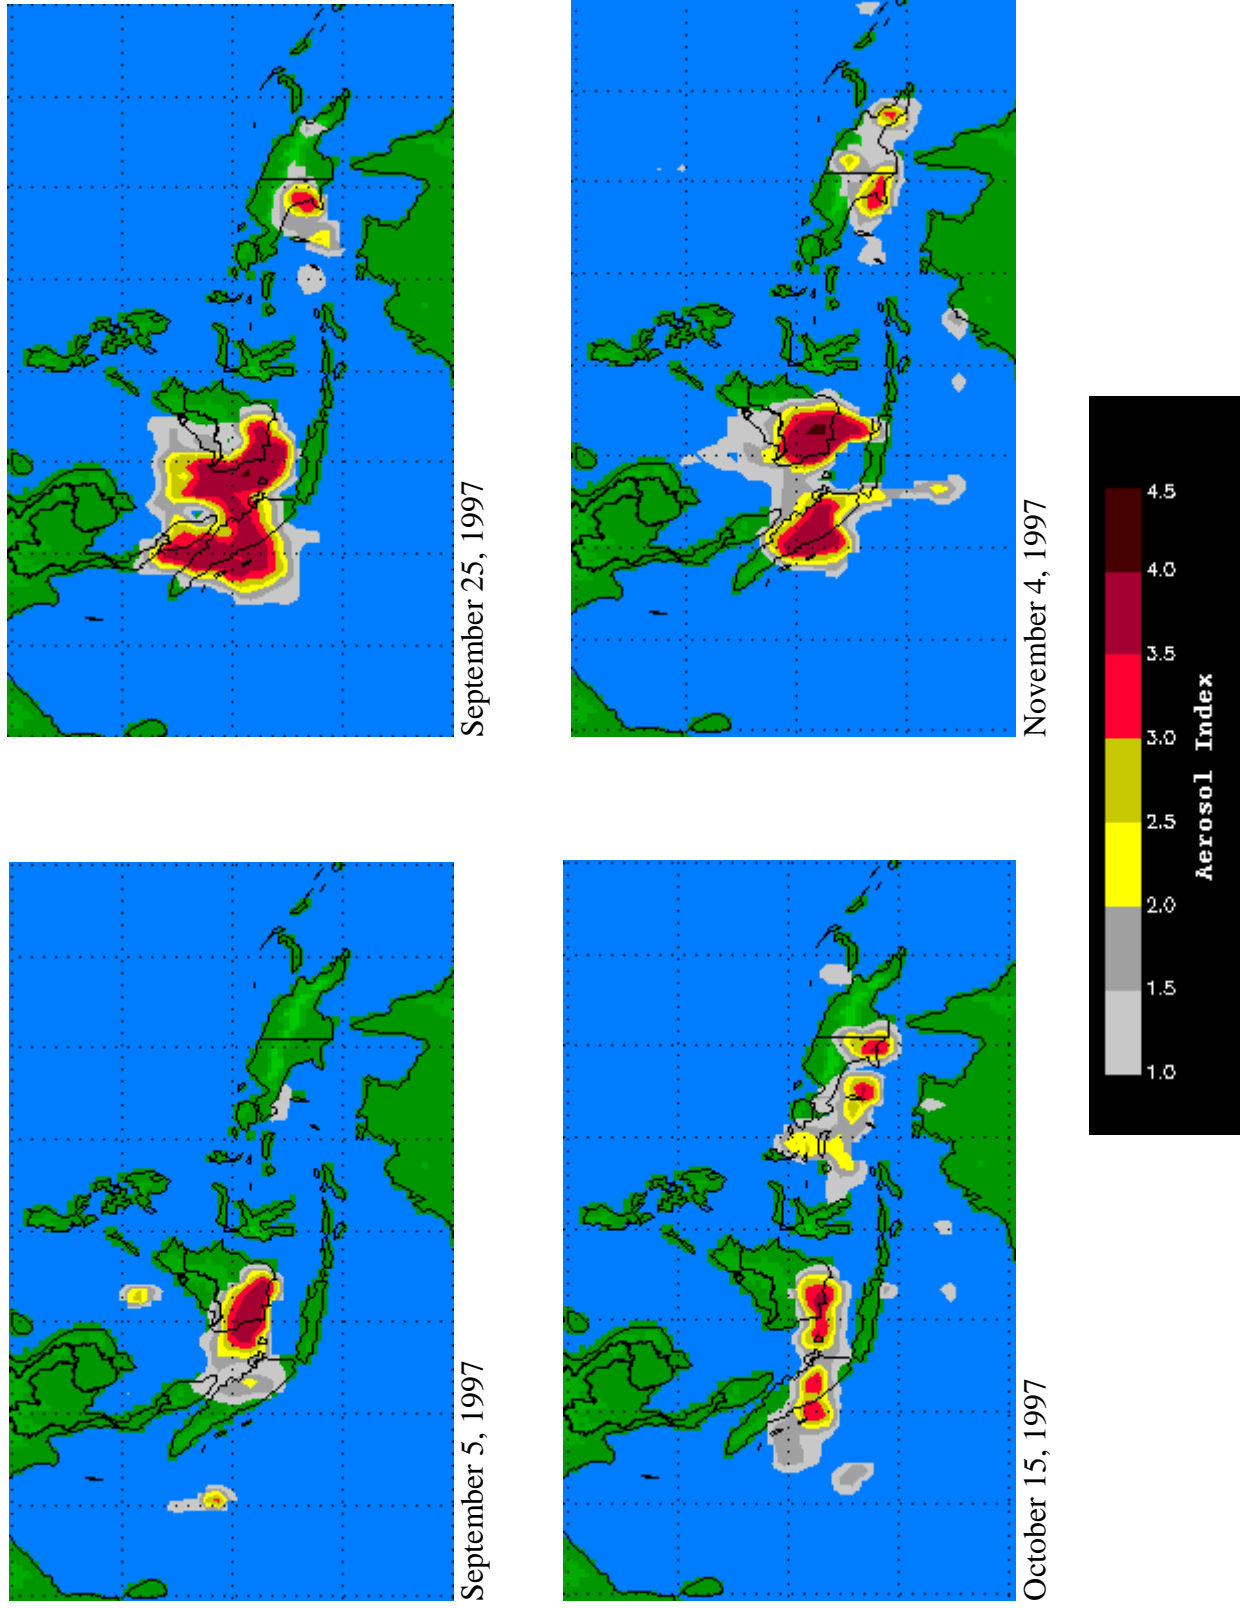 September 5, 1997
September 25, 1997
October 15, 1997
November 4, 1997
1.0 1.5 2.0 2.5 3.0 3.5 4.0 4.5
Aerosol Index